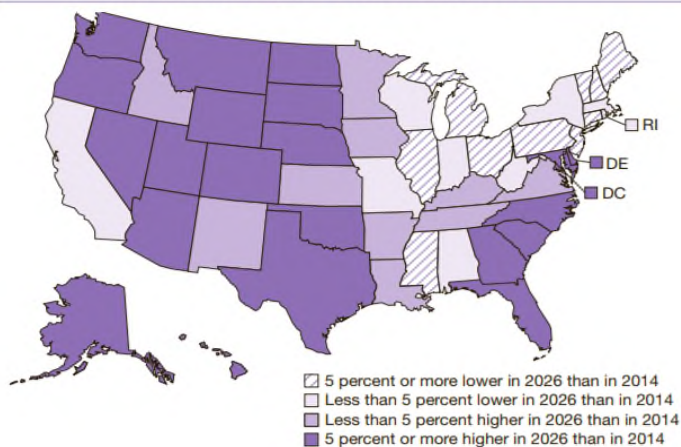 RI
DE
DC
5 percent or more lower in 2026 than in 2014
Less than 5 percent lower in 2026 than in 2014
Less than 5 percent higher in 2026 than in 2014
5 percent or more higher in 2026 than in 2014